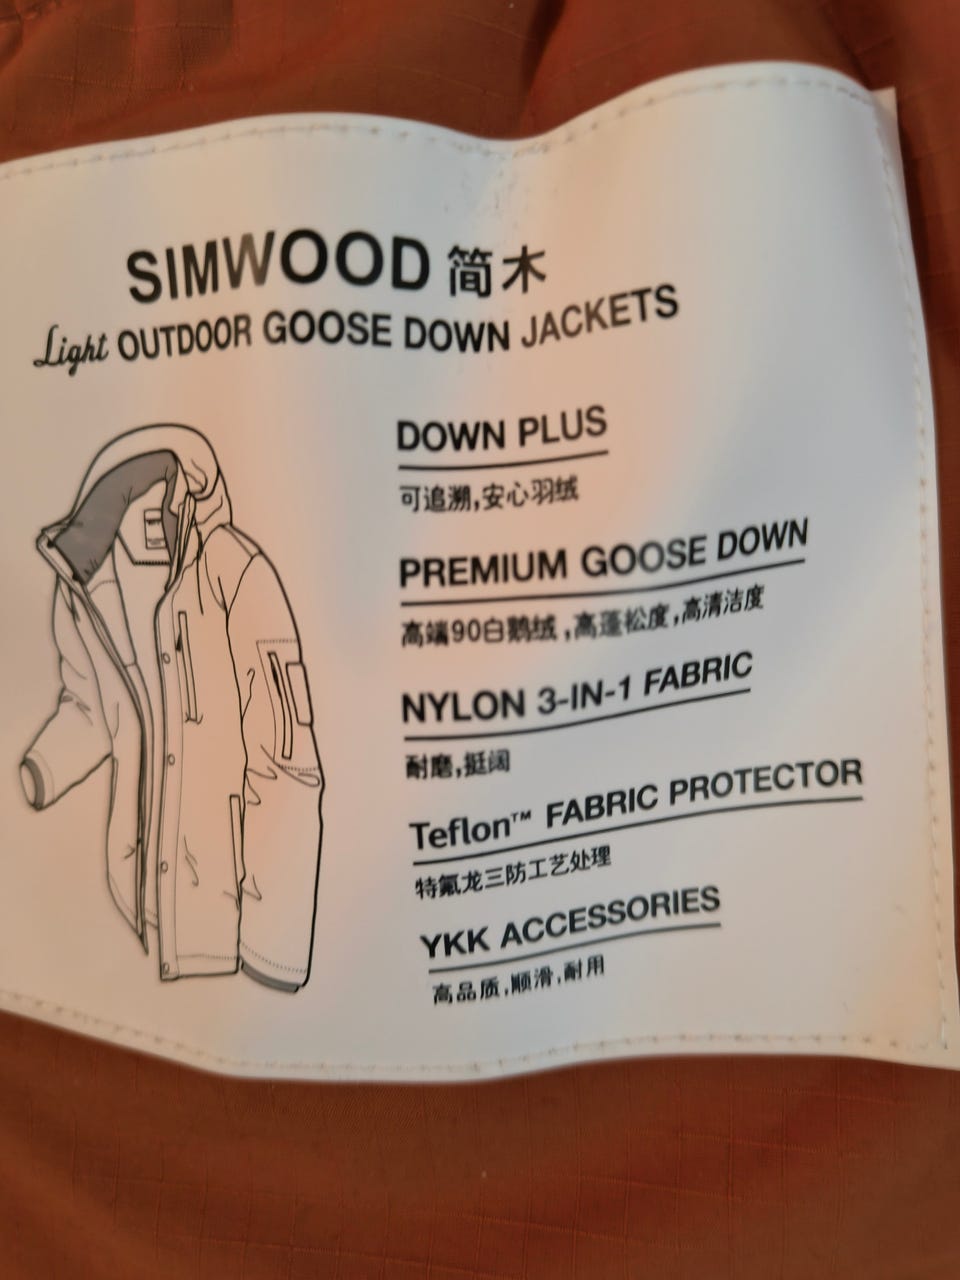 SIMWOOD 简木
Light OUTDOOR GOOSE DOWN JACKETS
DOWN PLUS
可追溯,安心羽绒
PREMIUM GOOSE DOWN
高端90白鹅绒,高蓬松度,高清洁度
NYLON 3-IN-1 FABRIC
耐磨,挺阔
Teflon™ FABRIC PROTECTOR
特氟龙三防工艺处理
YKK ACCESSORIES
高品质,顺滑,耐用